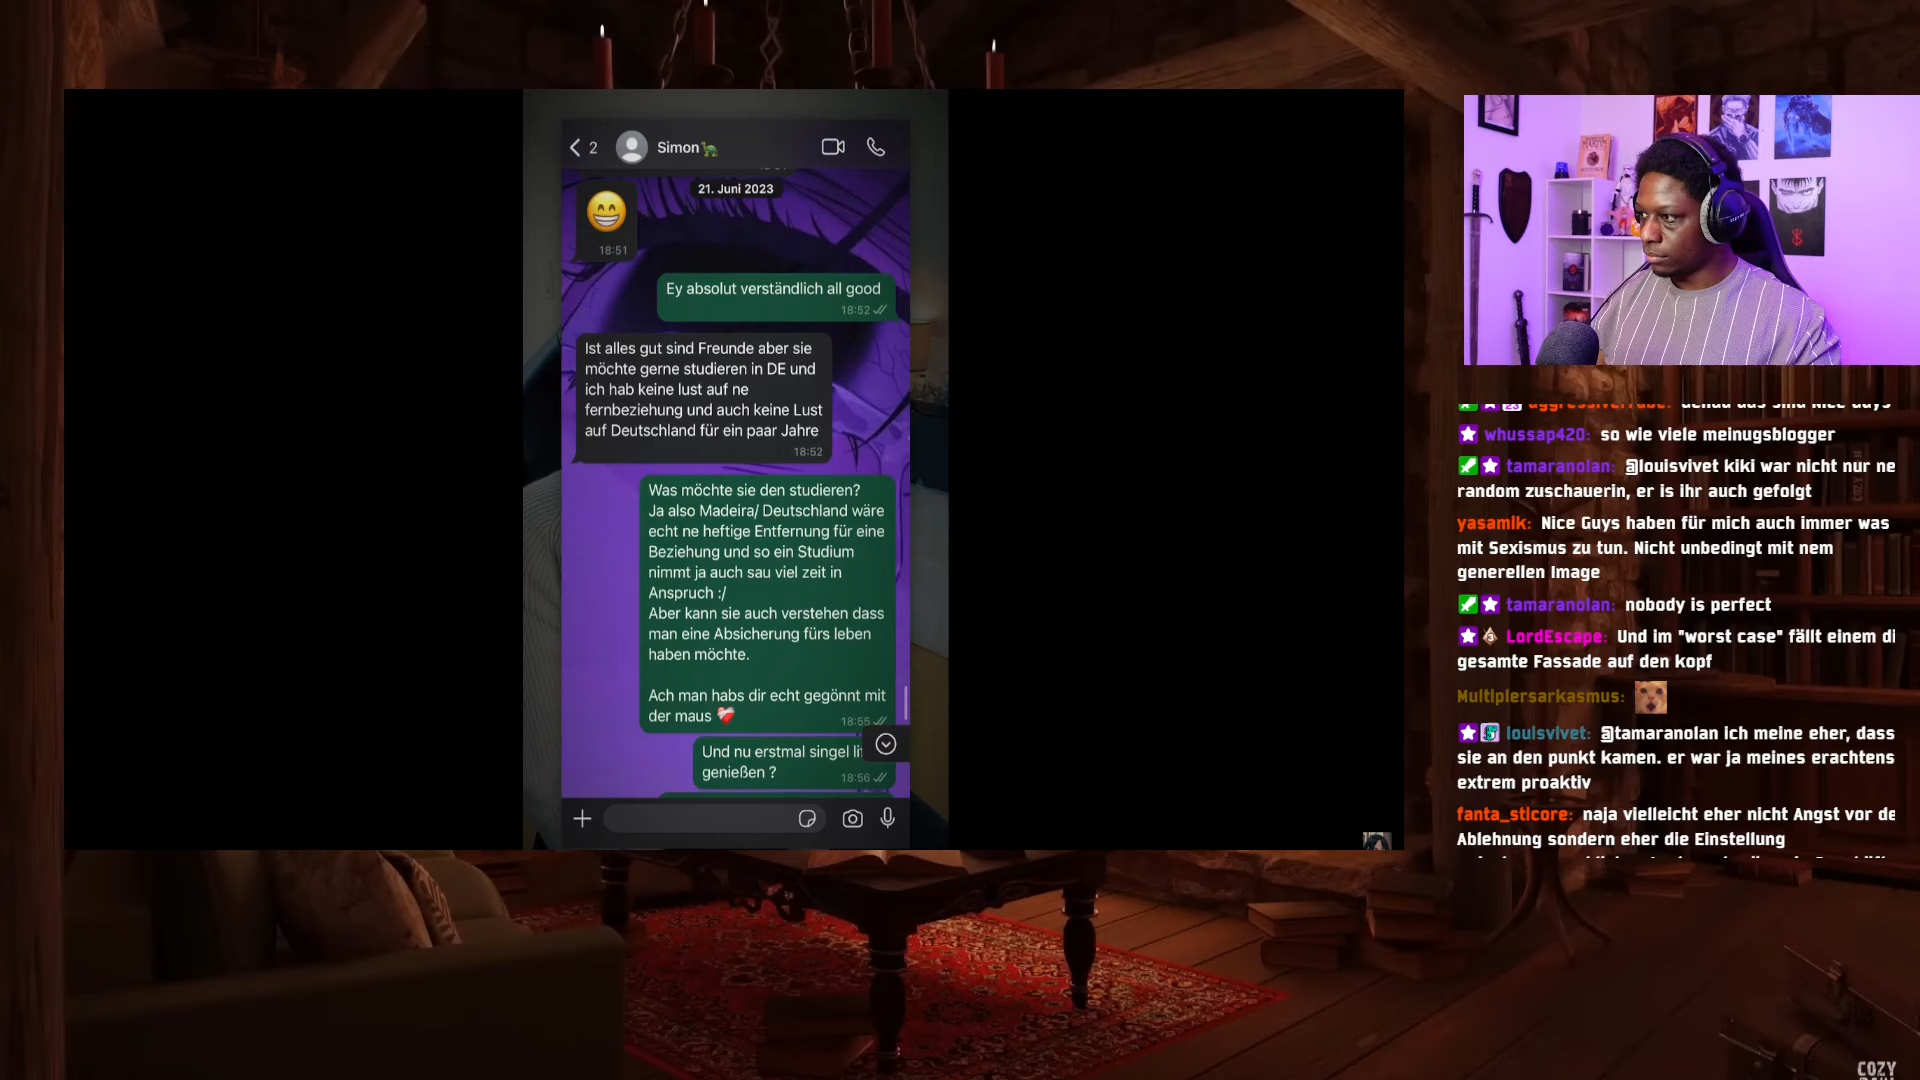 2
Simon
21. Juni 2023
18:51
Ey absolut verständlich all good
18:52
Ist alles gut sind Freunde aber sie
möchte gerne studieren in DE und
ich hab keine lust auf ne
fernbeziehung und auch keine Lust
auf Deutschland für ein paar Jahre
18:52
Was möchte sie den studieren?
Ja also Madeira/ Deutschland wäre
echt ne heftige Entfernung für eine
Beziehung und so ein Studium
nimmt ja auch sau viel zeit in
Anspruch :/
Aber kann sie auch verstehen dass
man eine Absicherung fürs leben
haben möchte.
Ach man habs dir echt gegönnt mit
der maus
18:55
Und nu erstmal singel li
genießen ?
18:56
MARTIN
whussap420: so wie viele meinugsblogger
tamaranolan: @louisvivet kiki war nicht nur ne
random zuschauerin, er is ihr auch gefolgt
yasamik: Nice Guys haben für mich auch immer was
mit Sexismus zu tun. Nicht unbedingt mit nem
generellen Image
tamaranolan: nobody is perfect
LordEscape: Und im "worst case" fällt einem di
gesamte Fassade auf den kopf
Multiplersarkasmus:
louisvivet: @tamaranolan ich meine eher, dass
sie an den punkt kamen. er war ja meines erachtens
extrem proaktiv
fanta_sticore: naja vielleicht eher nicht Angst vor de
Ablehnung sondern eher die Einstellung
COZY